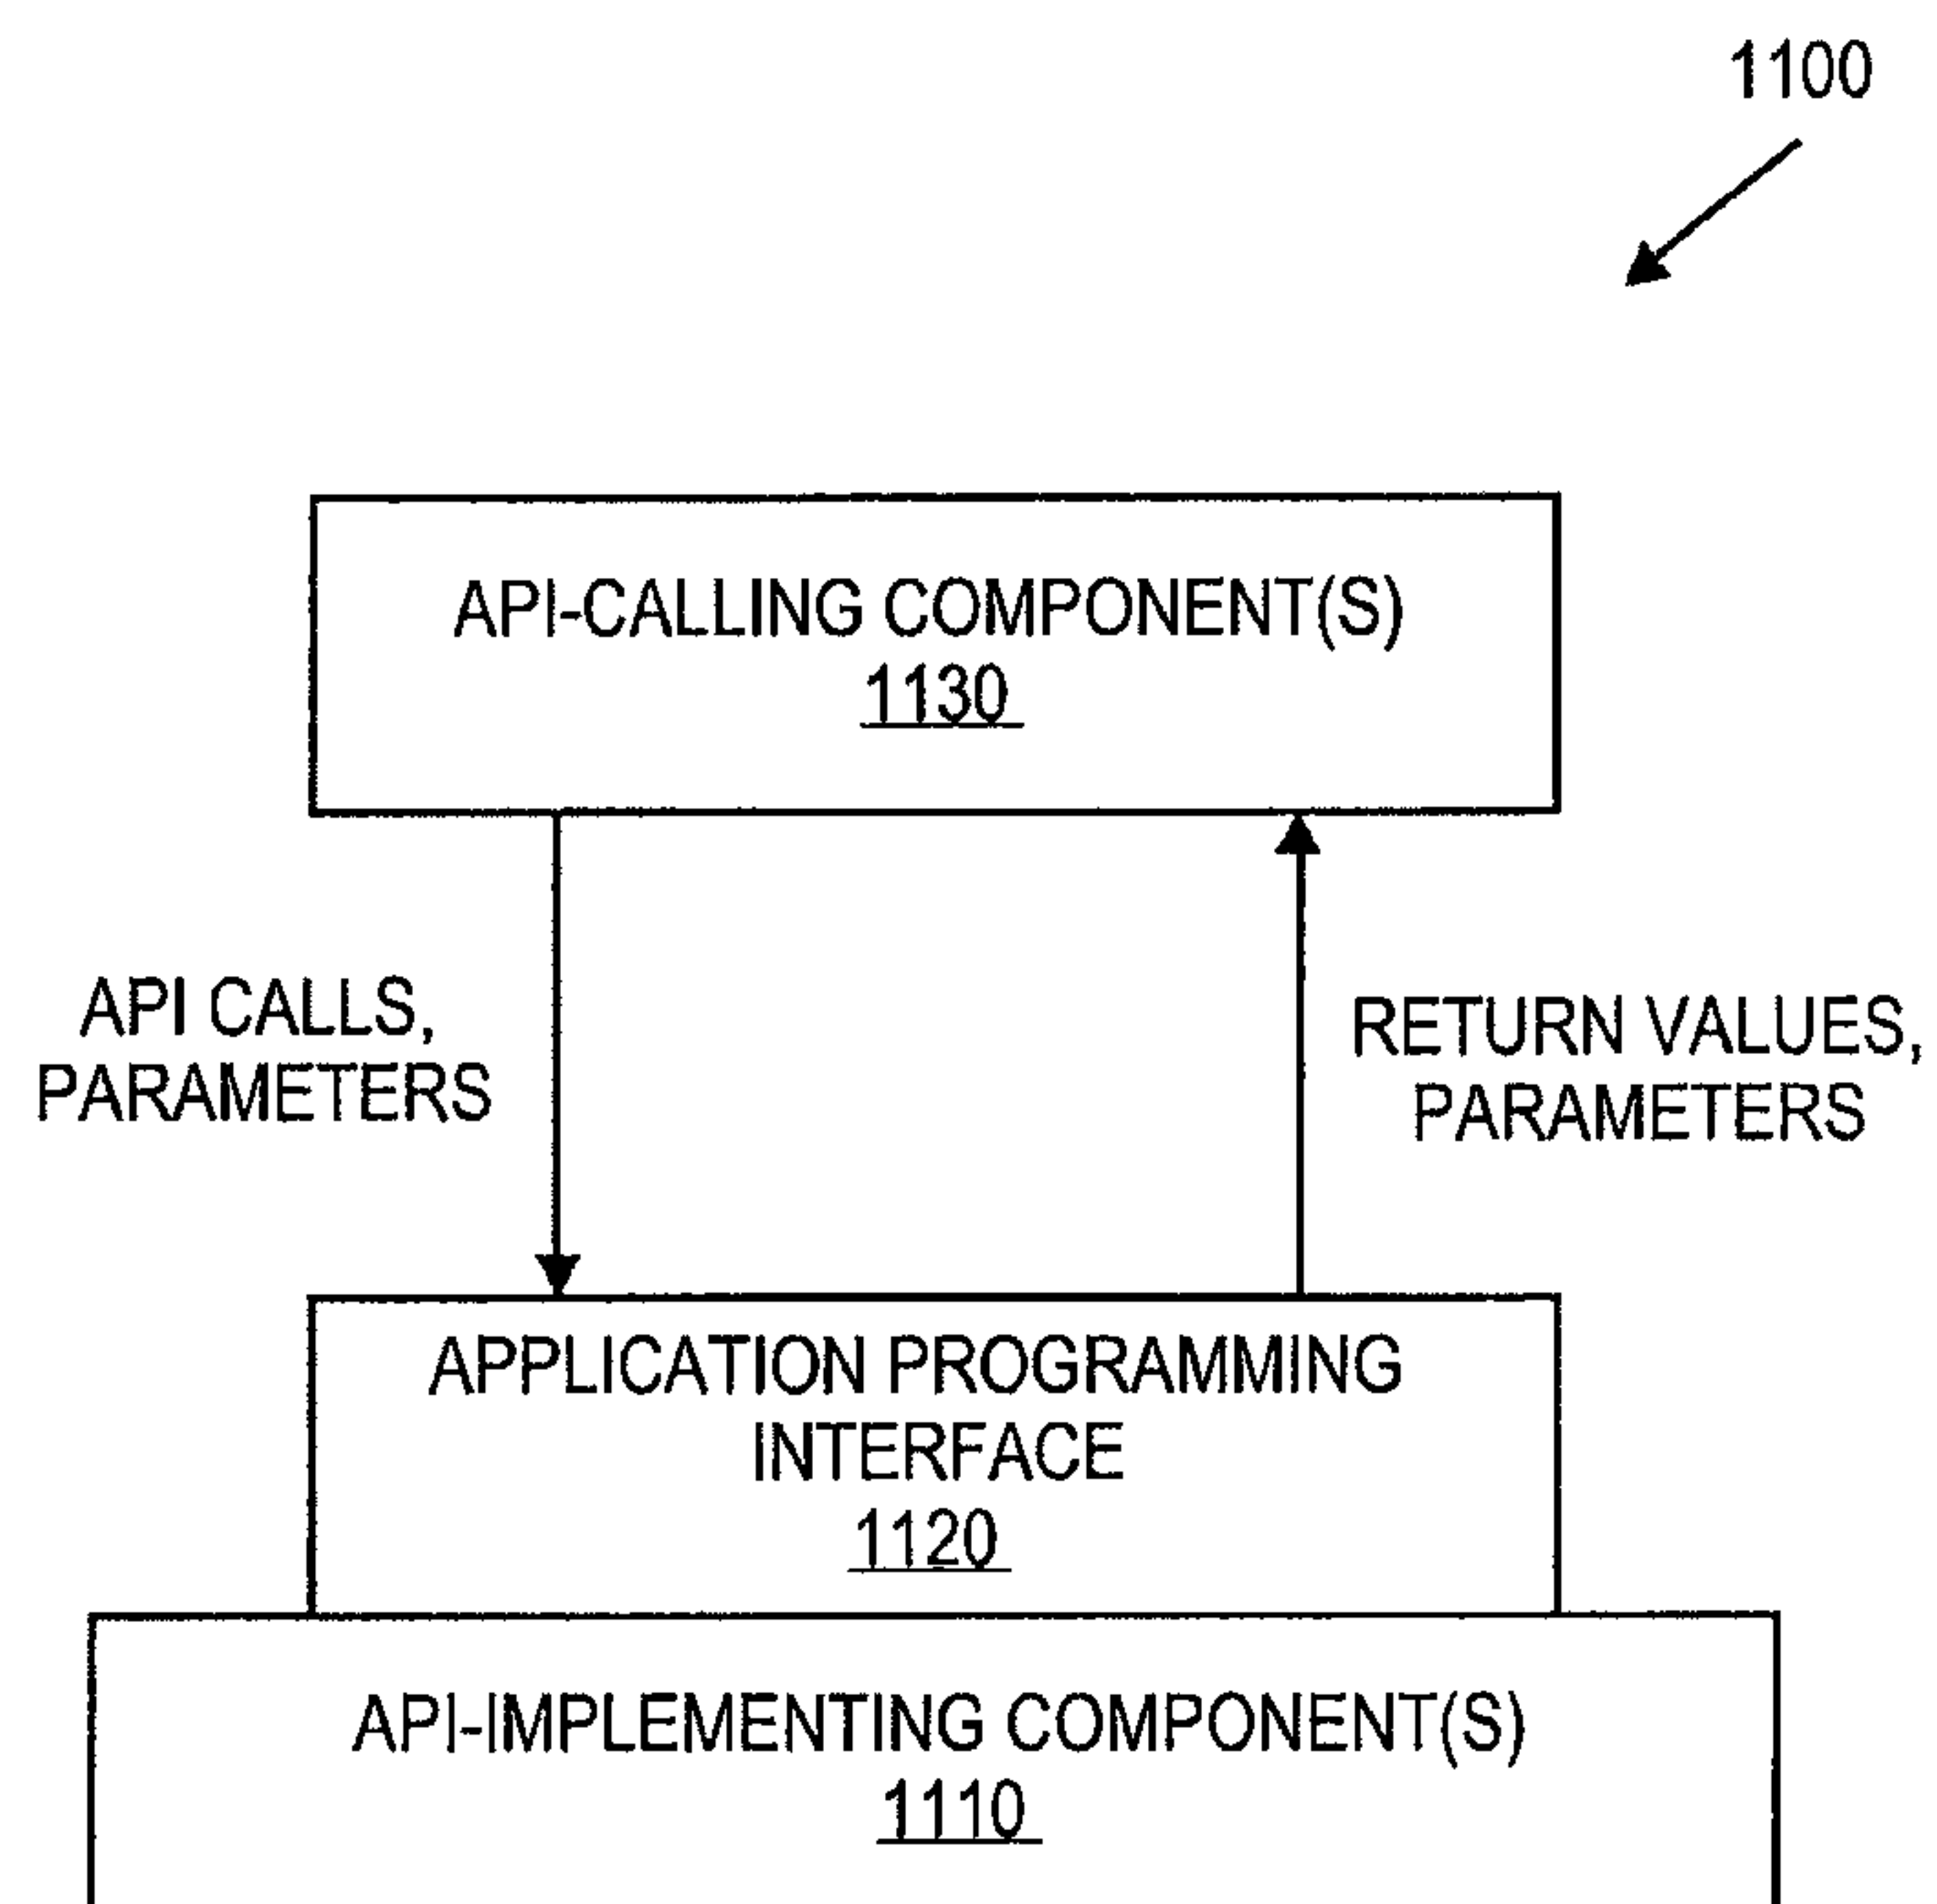 1100
API-CALLING COMPONENT(S)
1130
API CALLS,
PARAMETERS
RETURN VALUES,
PARAMETERS
APPLICATION PROGRAMMING
INTERFACE
1120
API-IMPLEMENTING COMPONENT(S)
1110